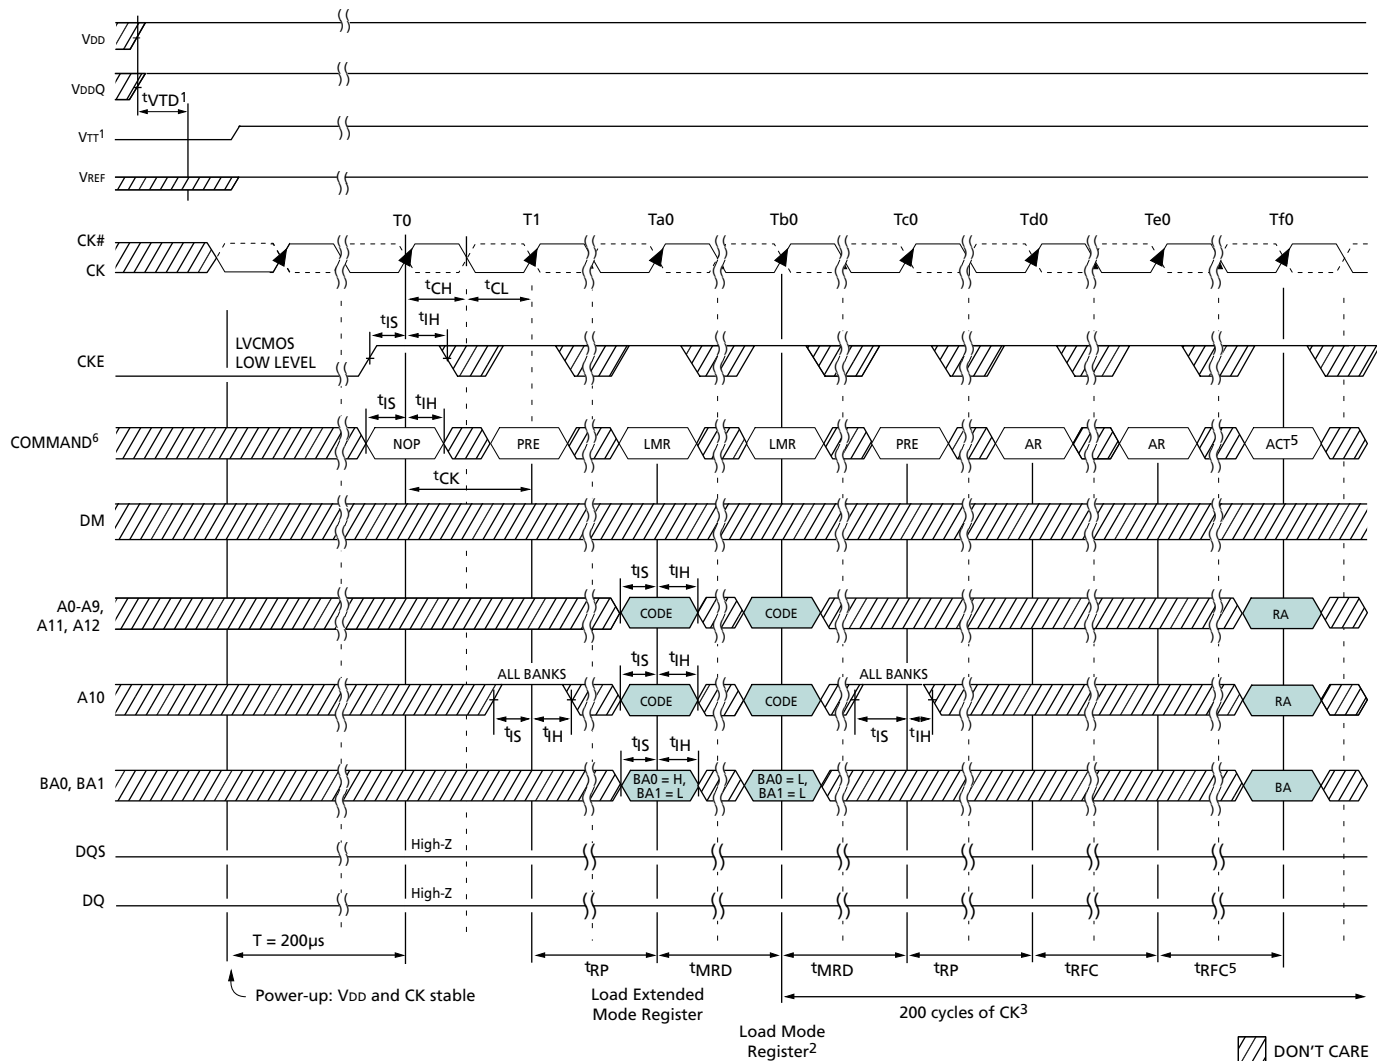 VDD
VDDQ
tVTD1
VTT1
VREF
T0 T1 Ta0 Tb0 Tc0 Td0 Te0 Tf0
CK#
CK
tCH tCL
tIS tIH
LVCMOS
LOW LEVEL
CKE
tIS tIH
COMMAND6 NOP PRE LMR LMR PRE AR AR ACT5
tCK
DM
tIS tIH
A0-A9,
A11, A12
CODE CODE RA
ALL BANKS tIS tIH ALL BANKS
A10 CODE CODE RA
tIS tIH tIS tIH
tIS tIH
BA0, BA1
BA0 = H,
BA1 = L
BA0 = L,
BA1 = L
BA
DQS High-Z
DQ High-Z
T = 200µs
tRP tMRD tMRD tRP tRFC tRFC5
Power-up: VDD and CK stable
Load Extended
Mode Register
200 cycles of CK3
Load Mode
Register2
DON'T CARE